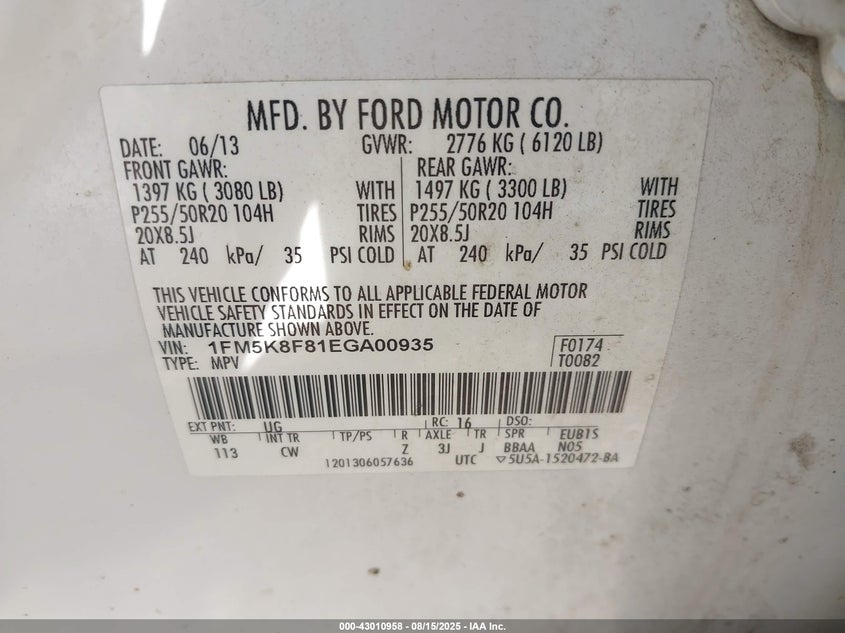 MFD. BY FORD MOTOR CO.
DATE: 06/13 GVWR: 2776 KG ( 6120 LB)
FRONT GAWR: REAR GAWR:
1397 KG ( 3080 LB) WITH 1497 KG ( 3300 LB) WITH
P255/50R20 104H TIRES P255/50R20 104H TIRES
20X8.5J RIMS 20X8.5J RIMS
AT 240 kPa/ 35 PSI COLD AT 240 kPa/ 35 PSI COLD
THIS VEHICLE CONFORMS TO ALL APPLICABLE FEDERAL MOTOR
VEHICLE SAFETY STANDARDS IN EFFECT ON THE DATE OF
MANUFACTURE SHOWN ABOVE.
VIN: 1FM5K8F81EGA00935 F0174
TYPE: MPV T0082
EXT PNT: UG RC: 16 DSO:
WB INT TR TP/PS R AXLE TR SPR EUB1S
113 CW Z 3J J BBAA N05
1201306057636 UTC ▽5U5A-1520472-BA
000-43010958 - 08/15/2025 - IAA Inc.